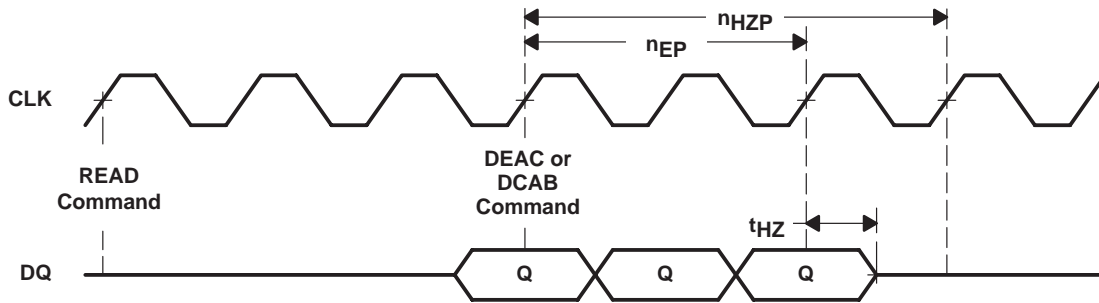 nHZP
nEP
CLK
READ
Command
DEAC or
DCAB
Command
tHZ
DQ
Q
Q
Q